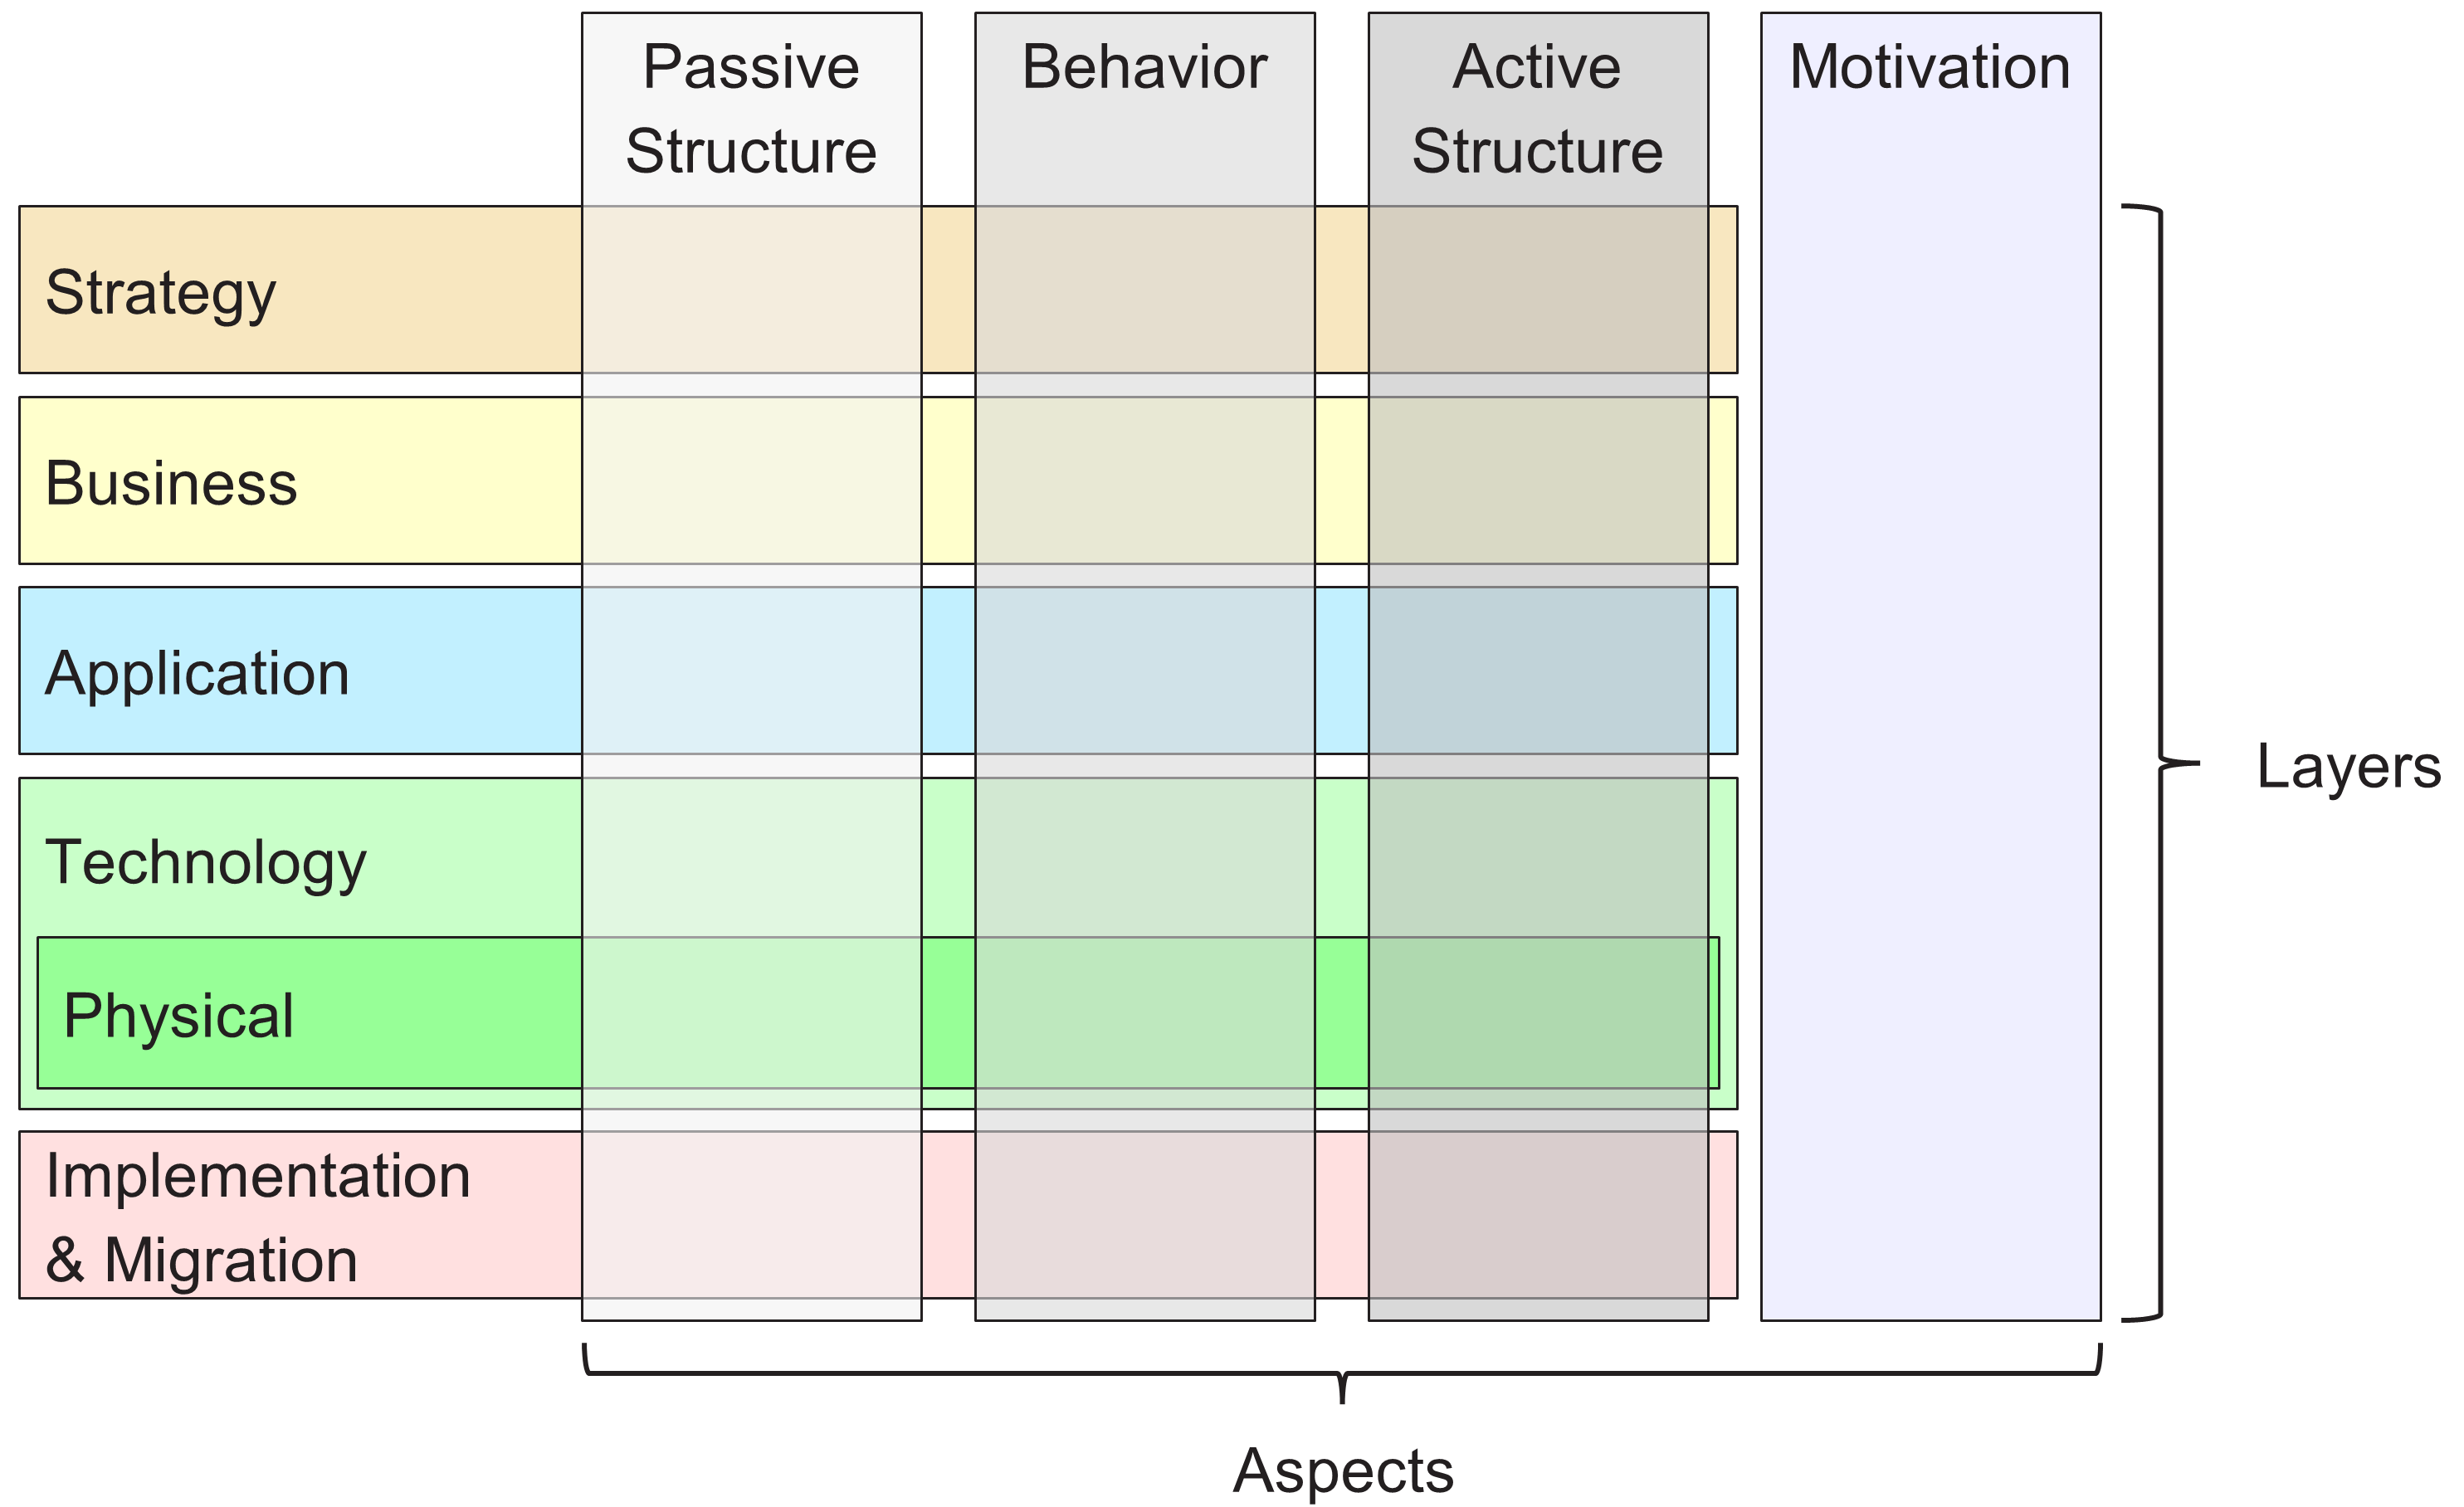 Passive
Structure
Behavior
Active
Structure
Motivation
Strategy
Business
Application
Technology
Physical
Implementation
& Migration
Layers
Aspects